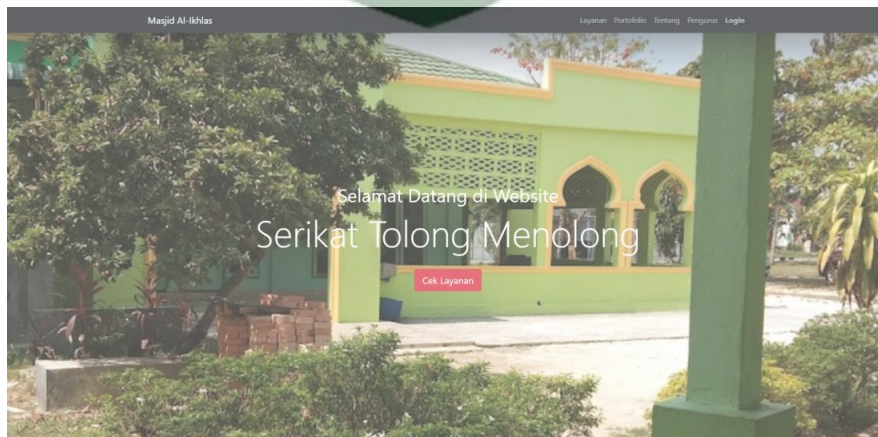 Masjid Al-Ikhlas
Layanan Portofolio Tentang Pengurus Login
Selamat Datang di Website
Serikat Tolong Menolong
Cek Layanan